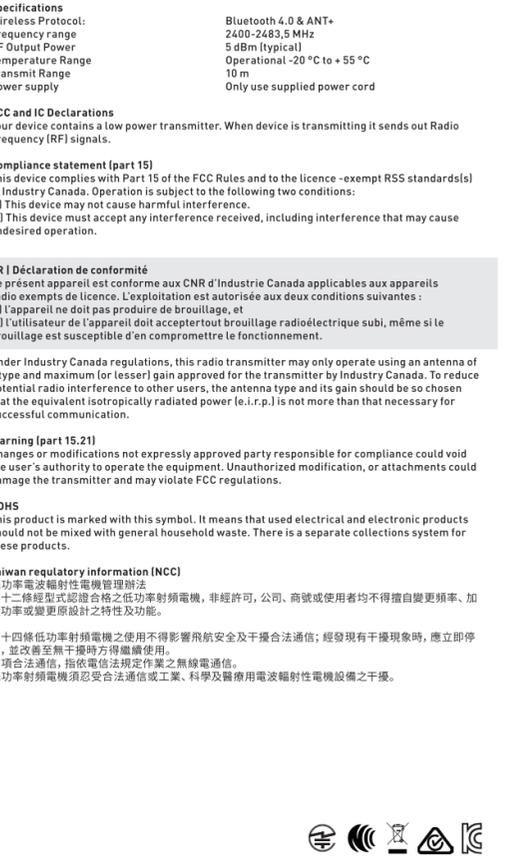 pecifications
ireless Protocol: Bluetooth 4.0 & ANT+
equency range 2400-2483,5 MHz
F Output Power 5 dBm (typical)
emperature Range Operational -20 °C to + 55 °C
ansmit Range 10 m
ower supply Only use supplied power cord
CC and IC Declarations
ur device contains a low power transmitter. When device is transmitting it sends out Radio
equency (RF) signals.
ompliance statement (part 15)
is device complies with Part 15 of the FCC Rules and to the licence -exempt RSS standards(s)
Industry Canada. Operation is subject to the following two conditions:
) This device may not cause harmful interference.
) This device must accept any interference received, including interference that may cause
ndesired operation.
R | Déclaration de conformité
e présent appareil est conforme aux CNR d'Industrie Canada applicables aux appareils
dio exempts de licence. L'exploitation est autorisée aux deux conditions suivantes :
) l'appareil ne doit pas produire de brouillage, et
) l'utilisateur de l'appareil doit acceptertout brouillage radioélectrique subi, même si le
rouillage est susceptible d'en compromettre le fonctionnement.
nder Industry Canada regulations, this radio transmitter may only operate using an antenna of
type and maximum (or lesser) gain approved for the transmitter by Industry Canada. To reduce
otential radio interference to other users, the antenna type and its gain should be so chosen
at the equivalent isotropically radiated power (e.i.r.p.) is not more than that necessary for
uccessful communication.
arning (part 15.21)
hanges or modifications not expressly approved party responsible for compliance could void
e user's authority to operate the equipment. Unauthorized modification, or attachments could
amage the transmitter and may violate FCC regulations.
OHS
is product is marked with this symbol. It means that used electrical and electronic products
hould not be mixed with general household waste. There is a separate collections system for
ese products.
aiwan requlatory information (NCC)
功率電波輻射性電機管理辦法
十二條經型式認證合格之低功率射頻電機，非經許可，公司、商號或使用者均不得擅自變更頻率、加
功率或變更原設計之特性及功能。
十四條低功率射頻電機之使用不得影響飛航安全及干擾合法通信；經發現有干擾現象時，應立即停
，並改善至無干擾時方得繼續使用。
項合法通信，指依電信法規定作業之無線電通信。
功率射頻電機須忍受合法通信或工業、科學及醫療用電波輻射性電機設備之干擾。